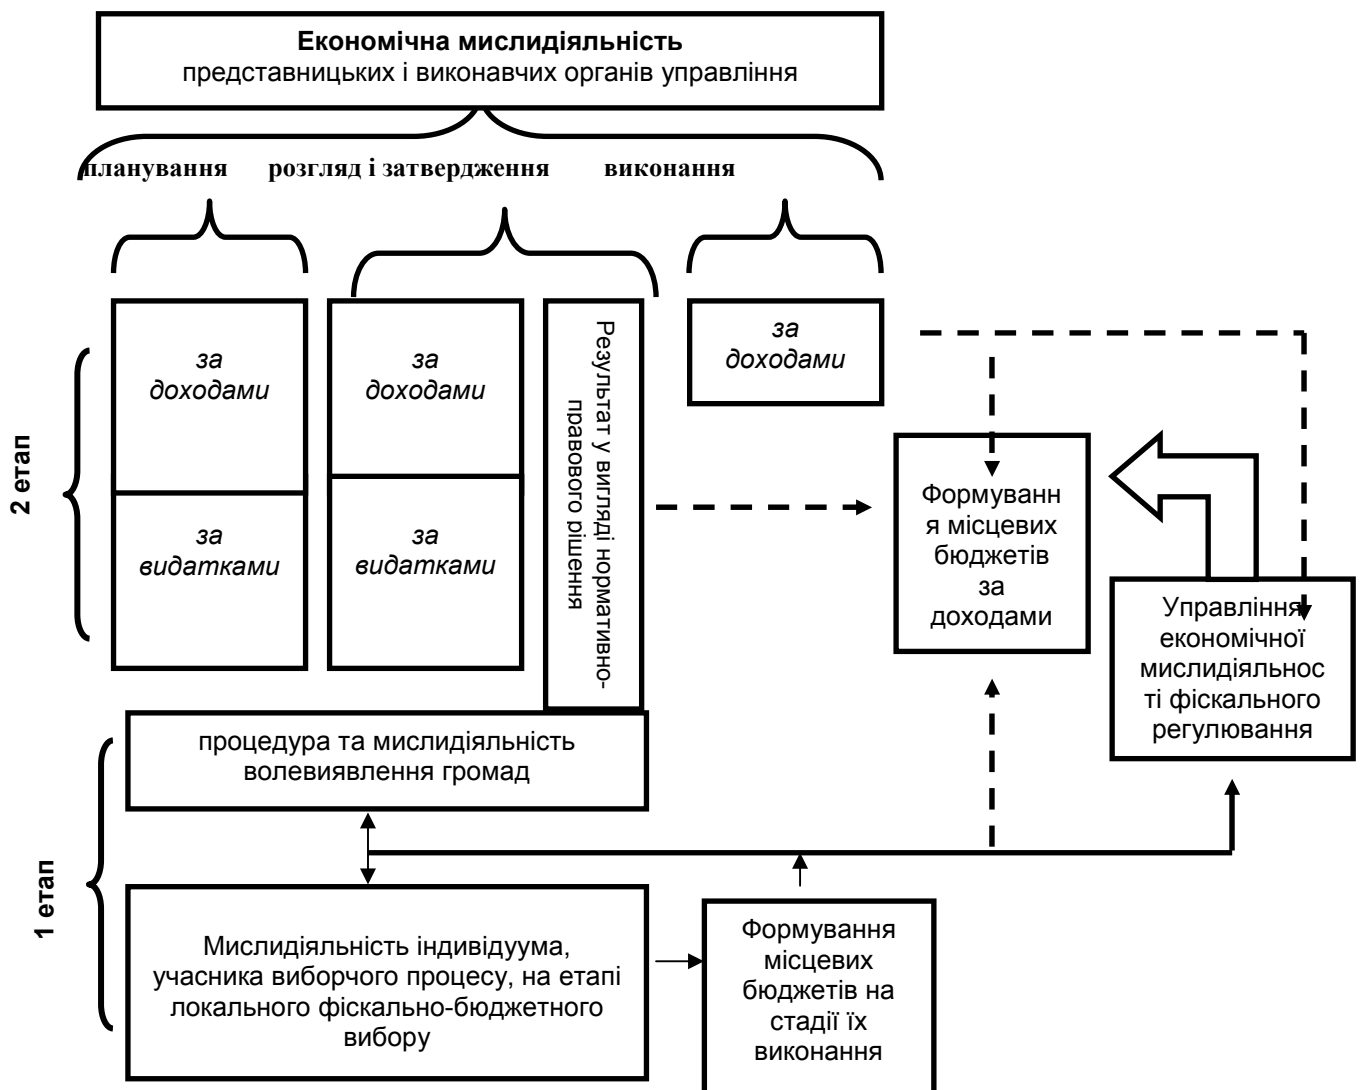 Економічна мислидіяльність
представницьких і виконавчих органів управління
планування розгляд і затвердження виконання
2 етап
за
доходами
за
видатками
за
доходами
за
видатками
Результат у вигляді нормативно-
правового рішення
за
доходами
Формуванн
я місцевих
бюджетів
за
доходами
Управління
економічної
мислидіяльнос
ті фіскального
регулювання
1 етап
процедура та мислидіяльність
волевиявлення громад
Мислидіяльність індивідуума,
учасника виборчого процесу, на етапі
локального фіскально-бюджетного
вибору
Формування
місцевих
бюджетів на
стадії їх
виконання